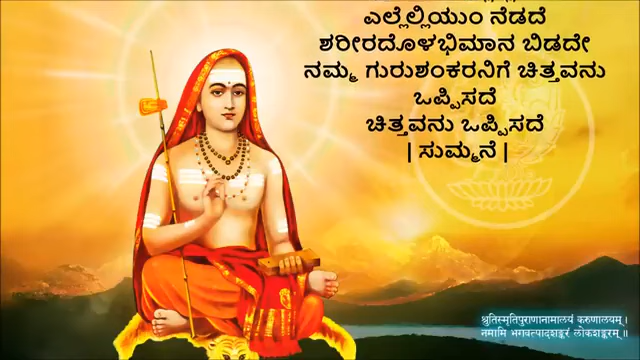 ಎಲ್ಲೆಲ್ಲಿಯುಂ ನೆಡದೆ
ಶರೀರದೊಳಭಿಮಾನ ಬಿಡದೇ
ನಮ್ಮ ಗುರುಶಂಕರನಿಗೆ ಚಿತ್ತವನು
ಒಪ್ಪಿಸದೆ
ಚಿತ್ತವನು ಒಪ್ಪಿಸದೆ
| ಸುಮ್ಮನೆ |
श्रुतिस्मृतिपुराणानामालयं करुणालयम् ।
नमामि भगवत्पादशङ्करं लोकशङ्करम् ॥